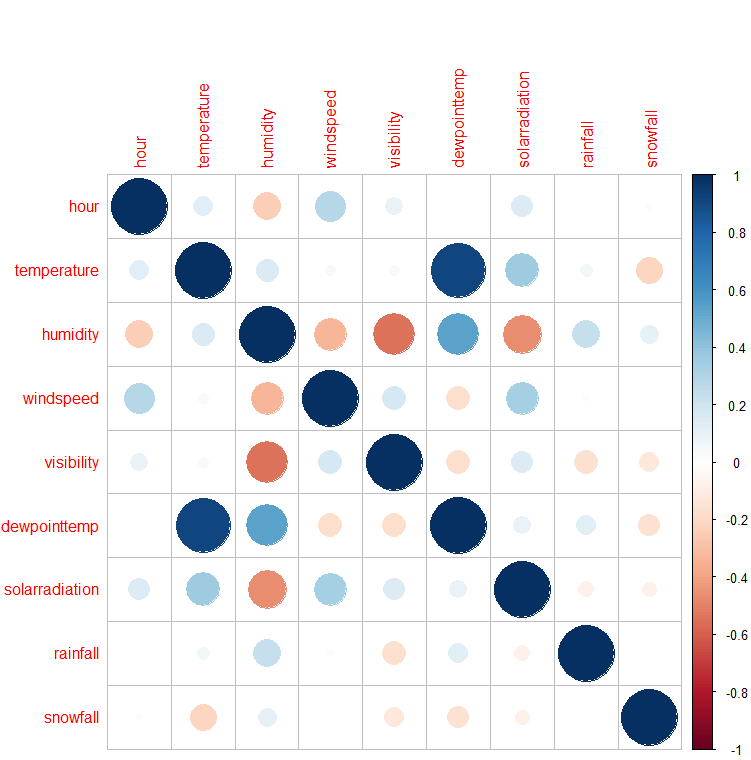 hour
temperature
humidity
windspeed
visibility
dewpointtemp
solarradiation
rainfall
snowfall
hour
temperature
humidity
windspeed
visibility
dewpointtemp
solarradiation
rainfall
snowfall
1
0.8
0.6
0.4
0.2
0
-0.2
-0.4
-0.6
-0.8
-1